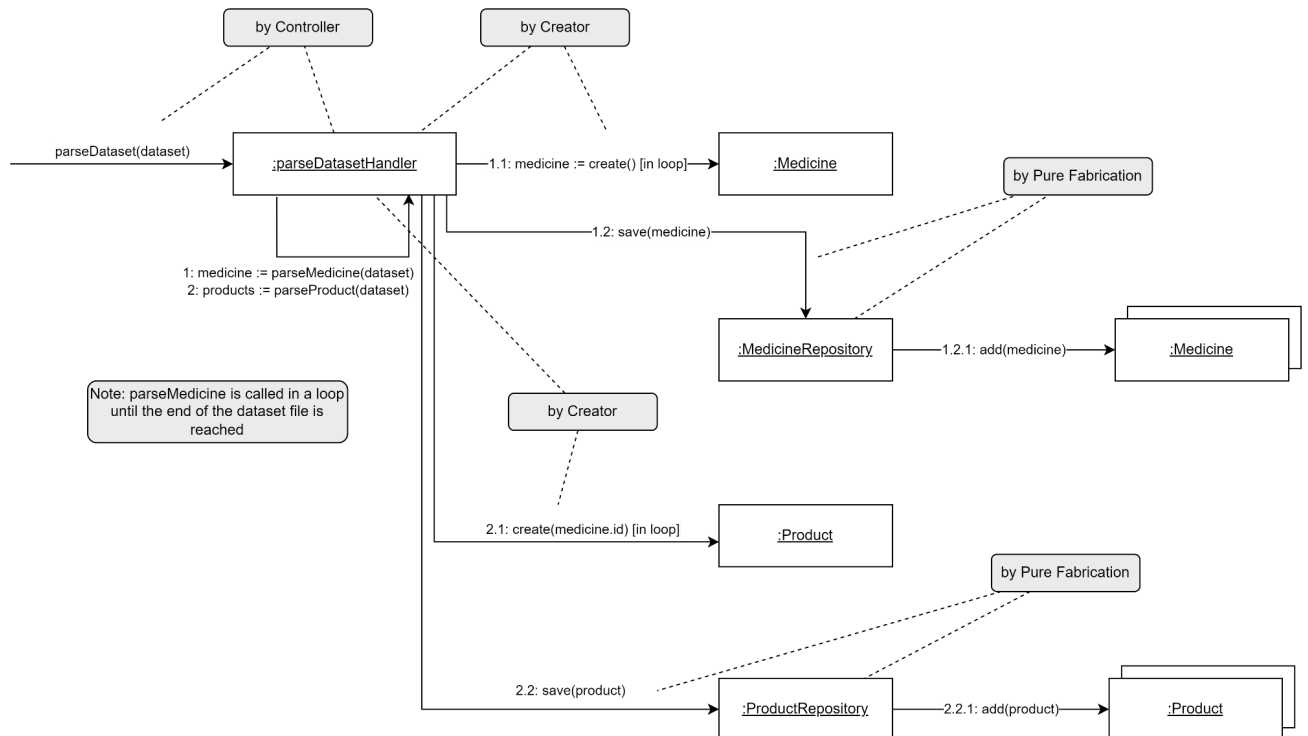 by Controller
by Creator
parseDataset(dataset)
:parseDatasetHandler
1.1: medicine := create() [in loop]
:Medicine
by Pure Fabrication
1.2: save(medicine)
1: medicine := parseMedicine(dataset)
2: products := parseProduct(dataset)
:MedicineRepository
1.2.1: add(medicine)
:Medicine
Note: parseMedicine is called in a loop
until the end of the dataset file is
reached
by Creator
2.1: create(medicine.id) [in loop]
:Product
by Pure Fabrication
2.2: save(product)
:ProductRepository
2.2.1: add(product)
:Product